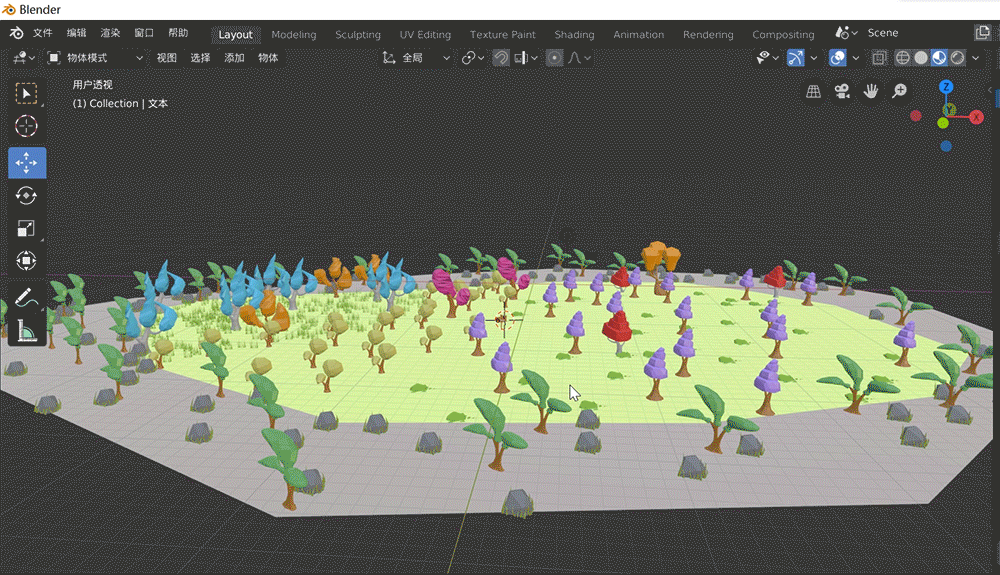 Blender
文件 编辑 渲染 窗口 帮助 Layout Modeling Sculpting UV Editing Texture Paint Shading Animation Rendering Compositing Scene
物体模式 视图 选择 添加 物体 全局
用户透视
(1) Collection | 文本
Z
Y
X